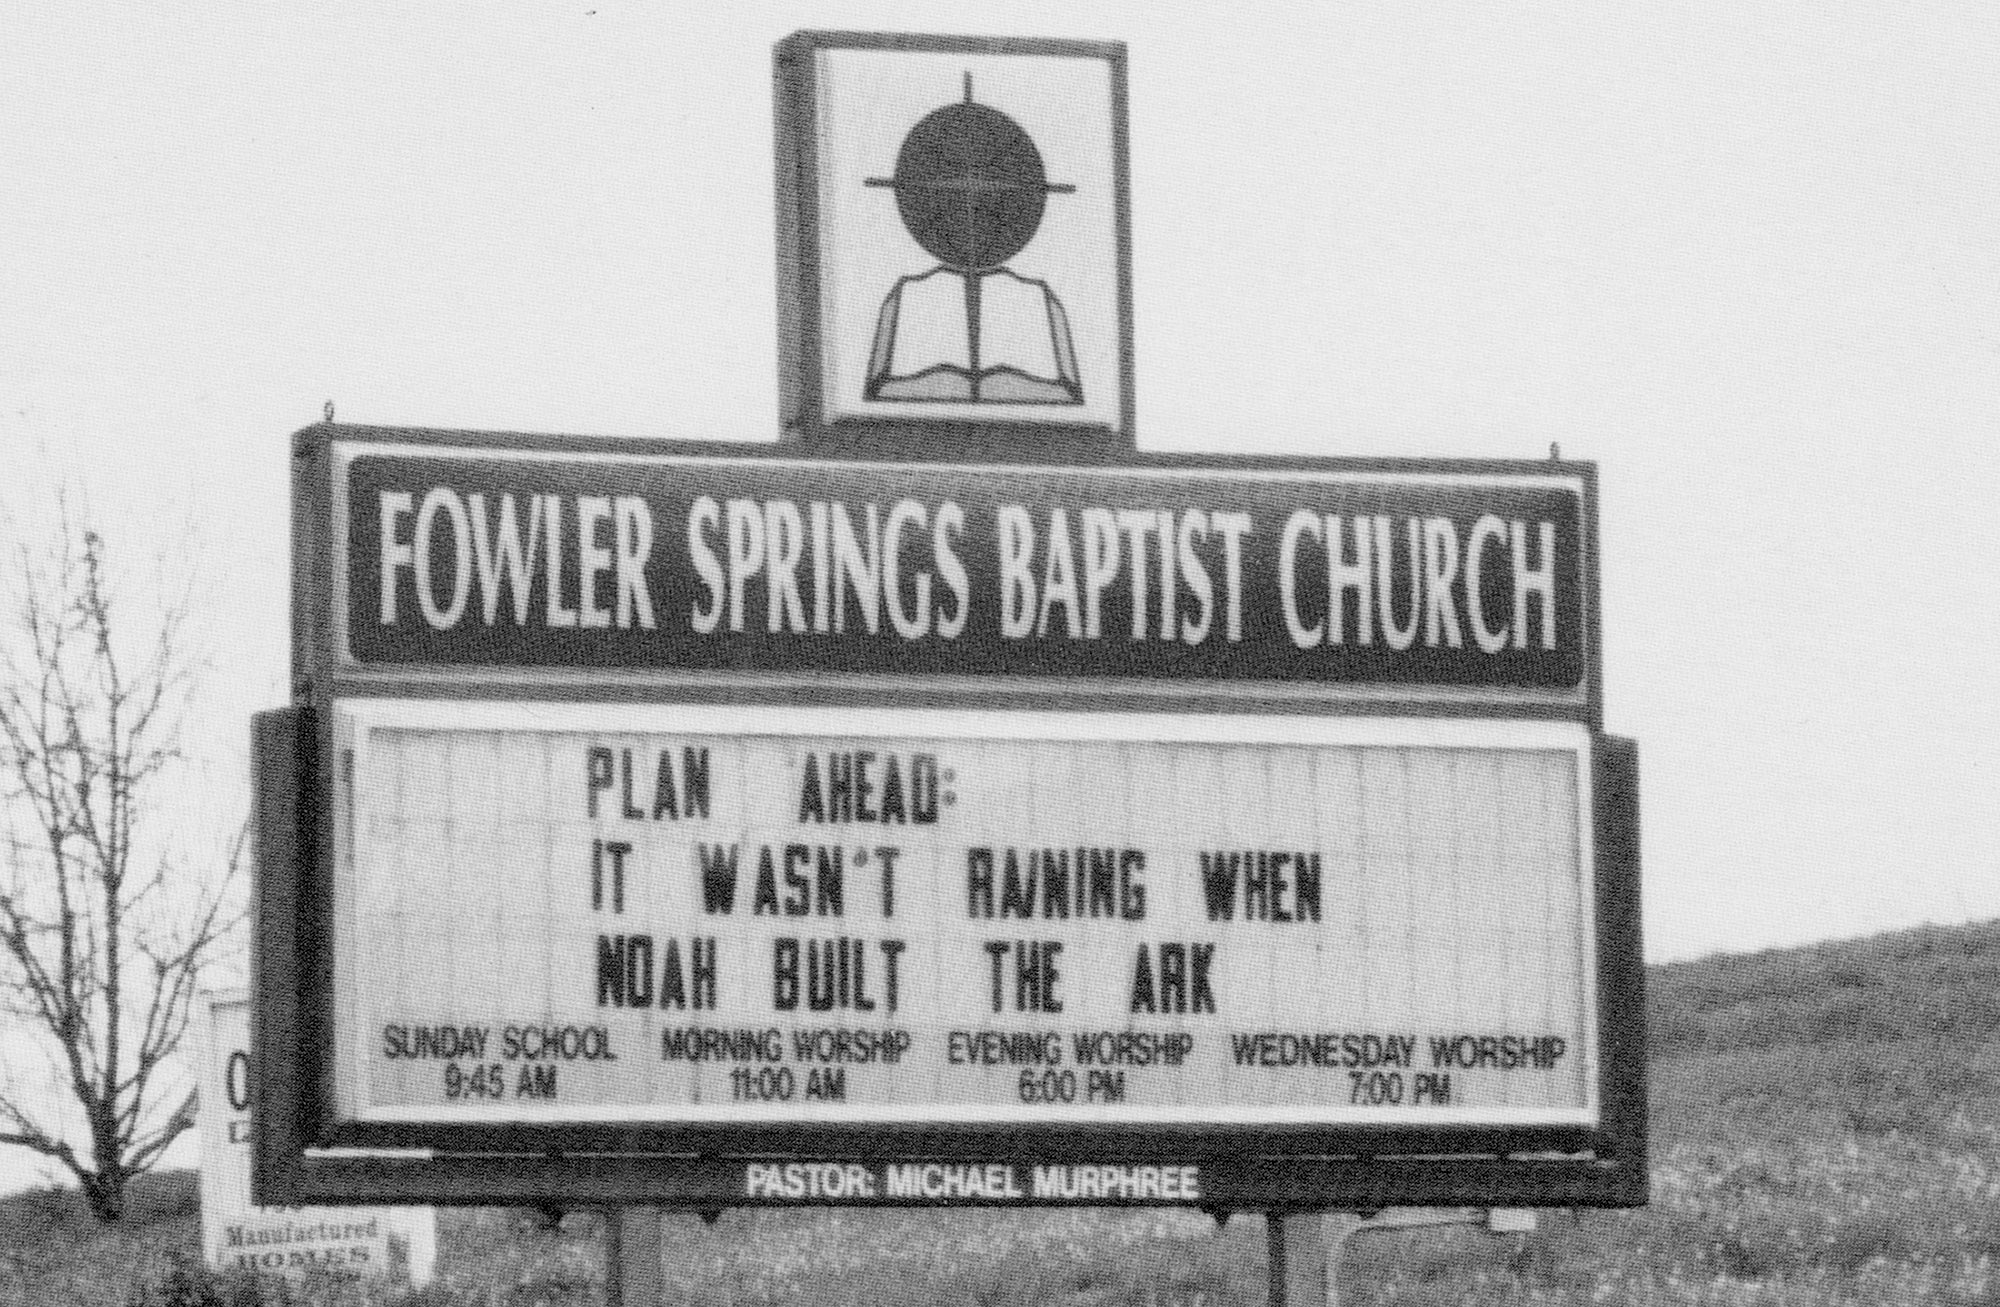 FOWLER SPRINGS BAPTIST CHURCH
PLAN AHEAD:
IT WASN'T RAINING WHEN
NOAH BUILT THE ARK
SUNDAY SCHOOL MORNING WORSHIP EVENING WORSHIP WEDNESDAY WORSHIP
9:45 AM 11:00 AM 6:00 PM 7:00 PM
PASTOR: MICHAEL MURPHREE
Manufactured
HOMES